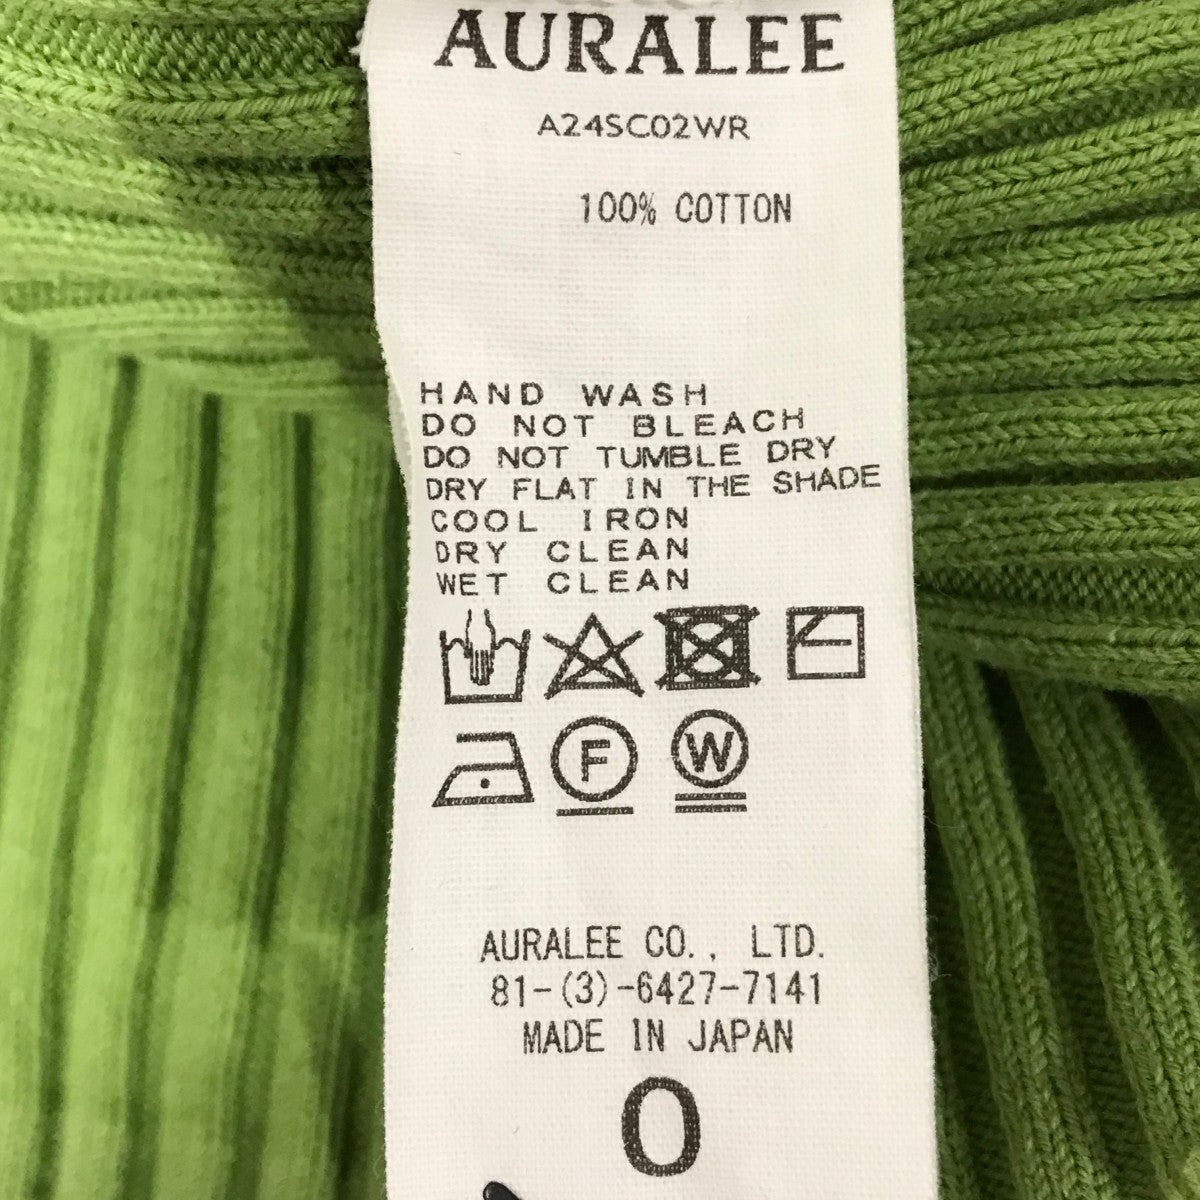 AURALEE
A24SC02WR
100% COTTON
HAND WASH
DO NOT BLEACH
DO NOT TUMBLE DRY
DRY FLAT IN THE SHADE
COOL IRON
DRY CLEAN
WET CLEAN
F W
AURALEE CO., LTD.
81-(3)-6427-7141
MADE IN JAPAN
0